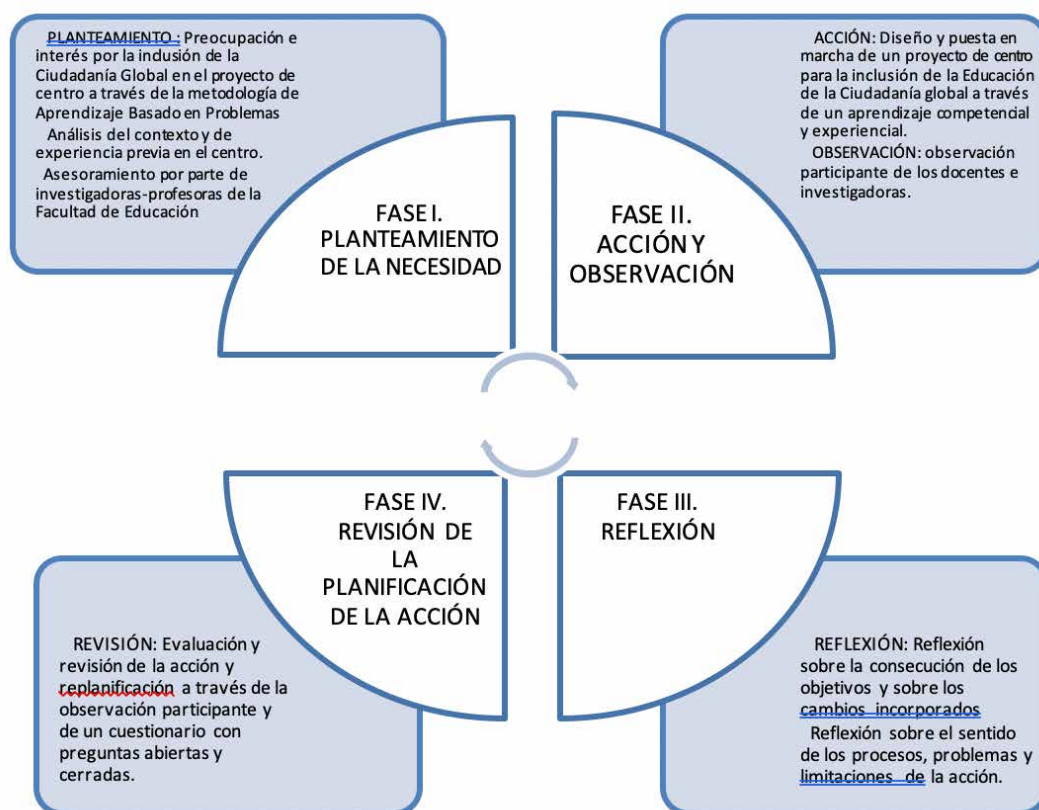 PLANTEAMIENTO : Preocupación e
interés por la inclusión de la
Ciudadanía Global en el proyecto de
centro a través de la metodología de
Aprendizaje Basado en Problemas
Análisis del contexto y de
experiencia previa en el centro.
Asesoramiento por parte de
investigadoras-profesoras de la
Facultad de Educación
FASE I.
PLANTEAMIENTO
DE LA NECESIDAD
ACCIÓN: Diseño y puesta en
marcha de un proyecto de centro
para la inclusión de la Educación
de la Ciudadanía global a través
de un aprendizaje competencial
y experiencial.
OBSERVACIÓN: observación
participante de los docentes e
investigadoras.
FASE II.
ACCIÓN Y
OBSERVACIÓN
FASE IV.
REVISIÓN DE
LA
PLANIFICACIÓN
DE LA ACCIÓN
REVISIÓN: Evaluación y
revisión de la acción y
replanificación a través de la
observación participante y
de un cuestionario con
preguntas abiertas y
cerradas.
FASE III.
REFLEXIÓN
REFLEXIÓN: Reflexión
sobre la consecución de los
objetivos y sobre los
cambios incorporados
Reflexión sobre el sentido
de los procesos, problemas y
limitaciones de la acción.